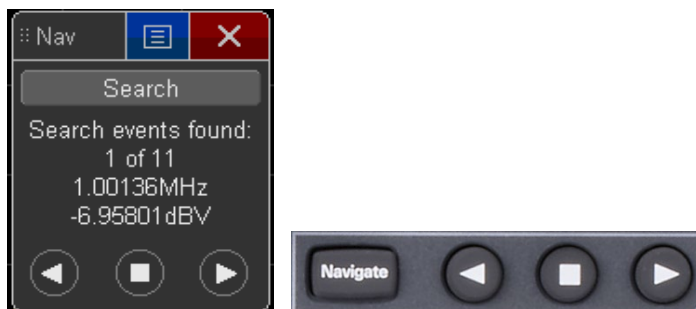 Nav
Search
Search events found:
1 of 11
1.00136MHz
-6.95801dBV
Navigate